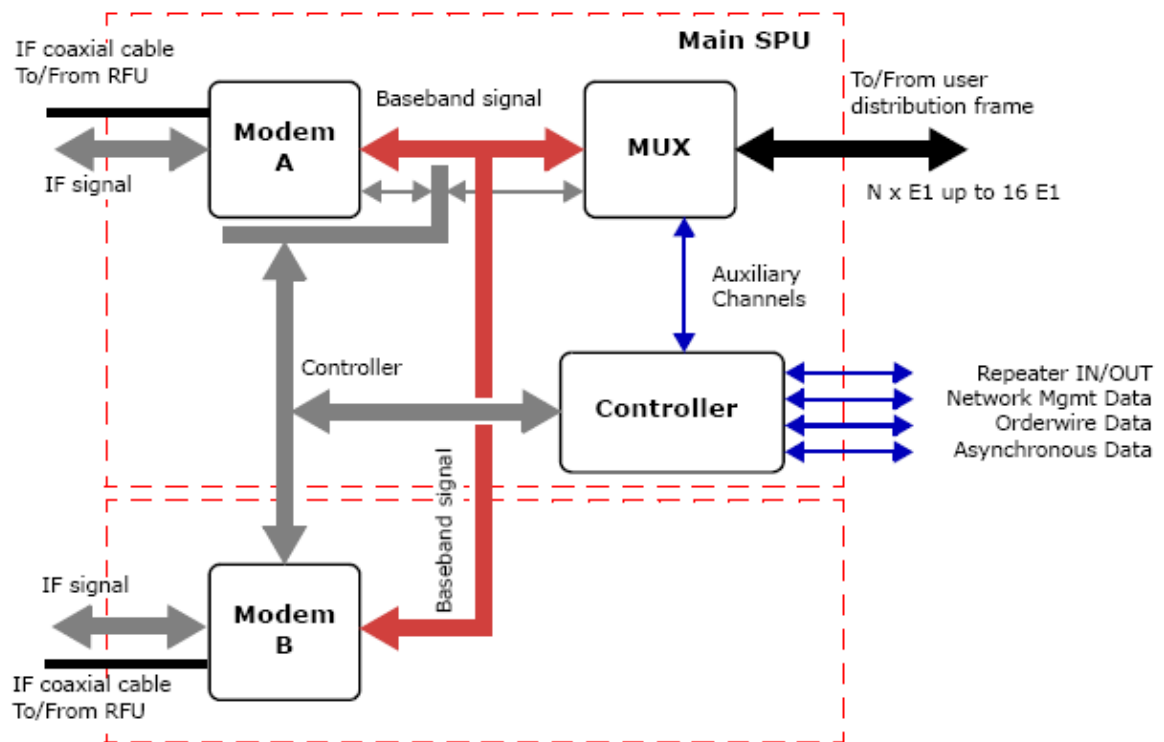 IF coaxial cable
To/From RFU
Main SPU
Baseband signal
To/From user
distribution frame
Modem
A
MUX
IF signal
N x E1 up to 16 E1
Auxiliary
Channels
Controller
Controller
Repeater IN/OUT
Network Mgmt Data
Orderwire Data
Asynchronous Data
Baseband signal
IF signal
Modem
B
IF coaxial cable
To/From RFU